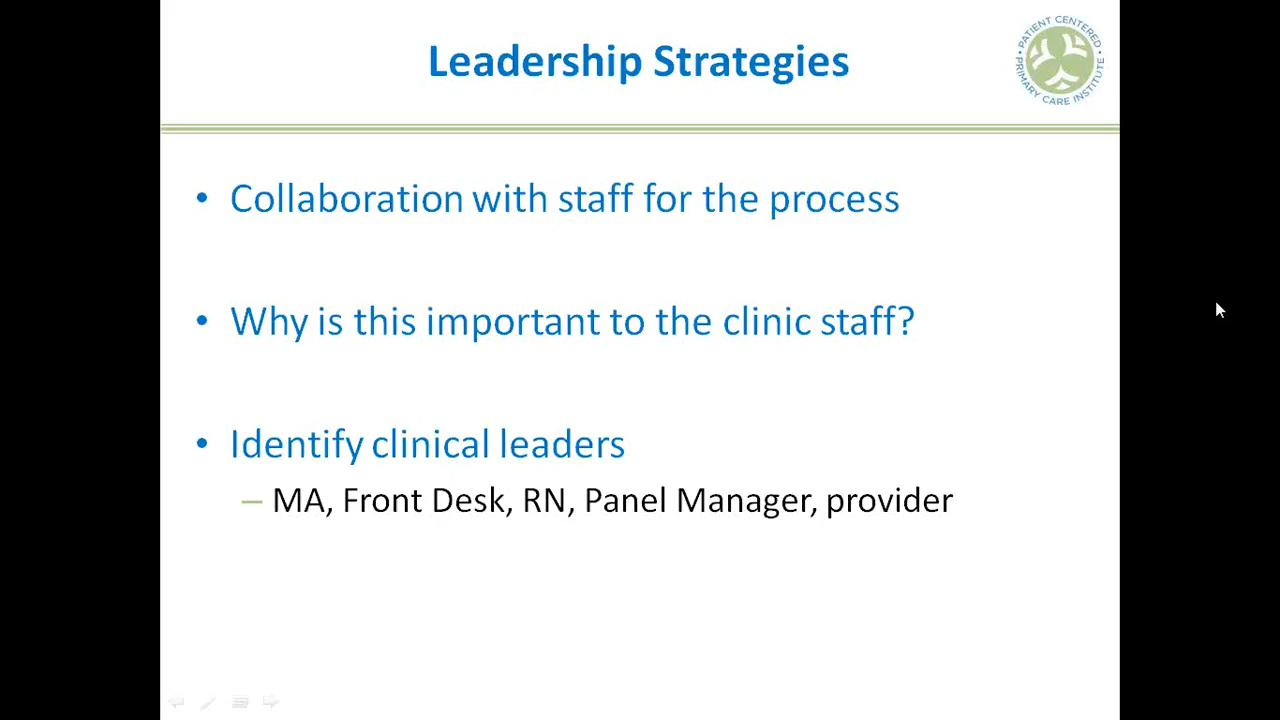 Leadership Strategies
PATIENT CENTERED
PRIMARY CARE INSTITUTE
• Collaboration with staff for the process
• Why is this important to the clinic staff?
• Identify clinical leaders
– MA, Front Desk, RN, Panel Manager, provider